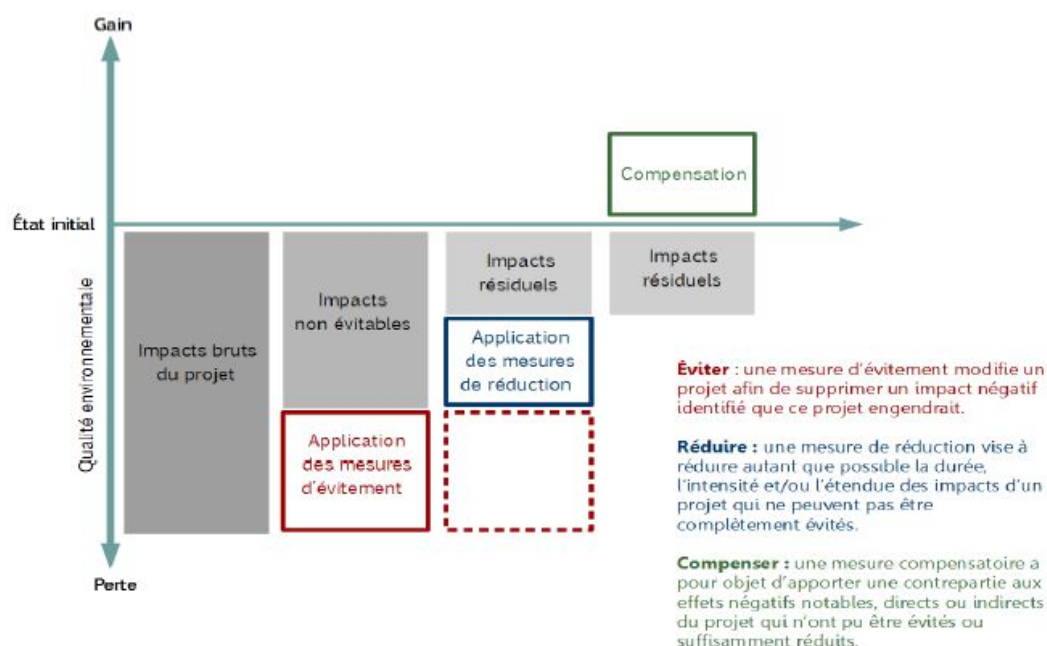 Gain
Compensation
État initial
Qualité environnementale
Impacts bruts
du projet
Impacts
non évitables
Application
des mesures
d'évitement
Impacts
résiduels
Application
des mesures
de réduction
Impacts
résiduels
Perte
Éviter : une mesure d'évitement modifie un
projet afin de supprimer un impact négatif
identifié que ce projet engendrait.
Réduire : une mesure de réduction vise à
réduire autant que possible la durée,
l'intensité et/ou l'étendue des impacts d'un
projet qui ne peuvent pas être
complètement évités.
Compenser : une mesure compensatoire a
pour objet d'apporter une contrepartie aux
effets négatifs notables, directs ou indirects
du projet qui n'ont pu être évités ou
suffisamment réduits.